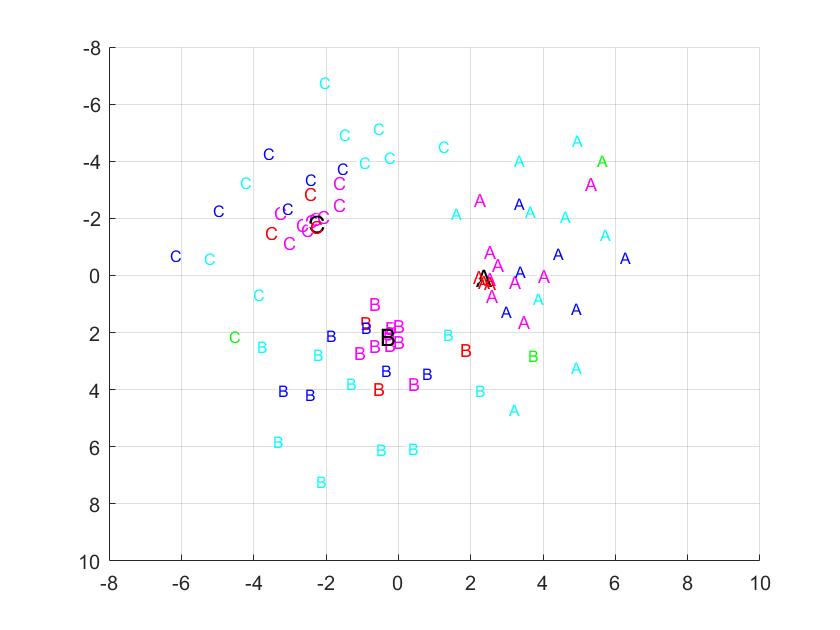 -8
C
C C A
-6
C C C A A
-4
C C C A A
C C C C A A
C C C C A A A A A
-2
C C C C C C C C A
C C C A A A
0
C A A A A A A A A
C B A A A A A
2
C B B B B B B B B A
B B B B B B B B
4
B B B B B B B A
B B B A
6
B B B
8
B
10
-8 -6 -4 -2 0 2 4 6 8 10